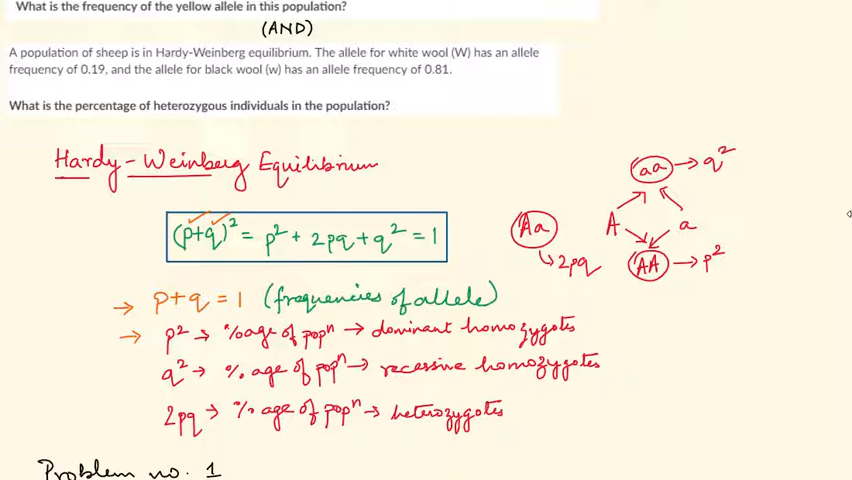 What is the frequency of the yellow allele in this population?
(AND)
A population of sheep is in Hardy-Weinberg equilibrium. The allele for white wool (W) has an allele
frequency of 0.19, and the allele for black wool (w) has an allele frequency of 0.81.
What is the percentage of heterozygous individuals in the population?
Hardy-Weinberg Equilibrium
(p+q)² = p² + 2pq + q² = 1
aa → q²
A a
Aa
↳ 2pq
AA → p²
→ p+q = 1 (frequencies of allele)
→ p² → %age of popⁿ → dominant homozygotes
q² → %age of popⁿ → recessive homozygotes
2pq → %age of popⁿ → heterozygotes
Problem no. 1